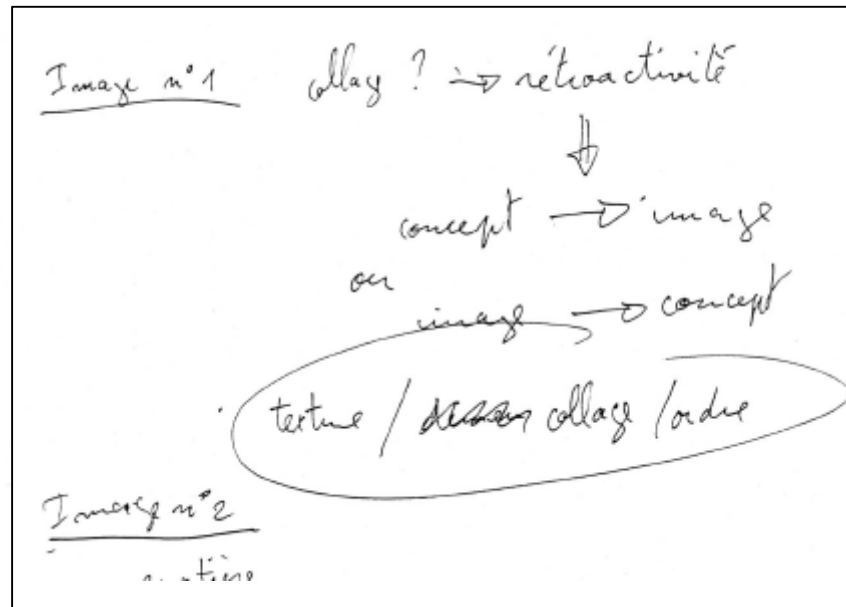 Image n°1 collage ? → rétroactivité
⇓
concept → image
ou
image → concept
texture / collage / ordre
Image n°2